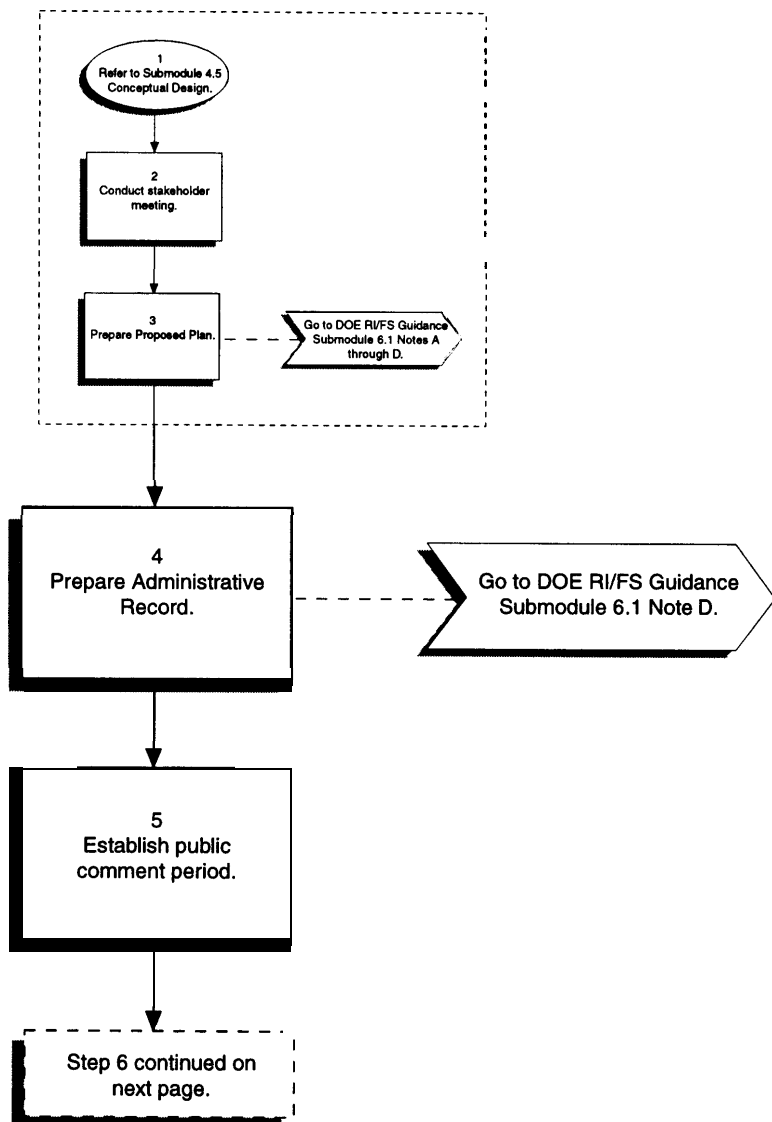 1
Refer to Submodule 4.5
Conceptual Design.
2
Conduct stakeholder
meeting.
3
Prepare Proposed Plan.
Go to DOE RI/FS Guidance
Submodule 6.1 Notes A
through D.
4
Prepare Administrative
Record.
Go to DOE RI/FS Guidance
Submodule 6.1 Note D.
5
Establish public
comment period.
Step 6 continued on
next page.